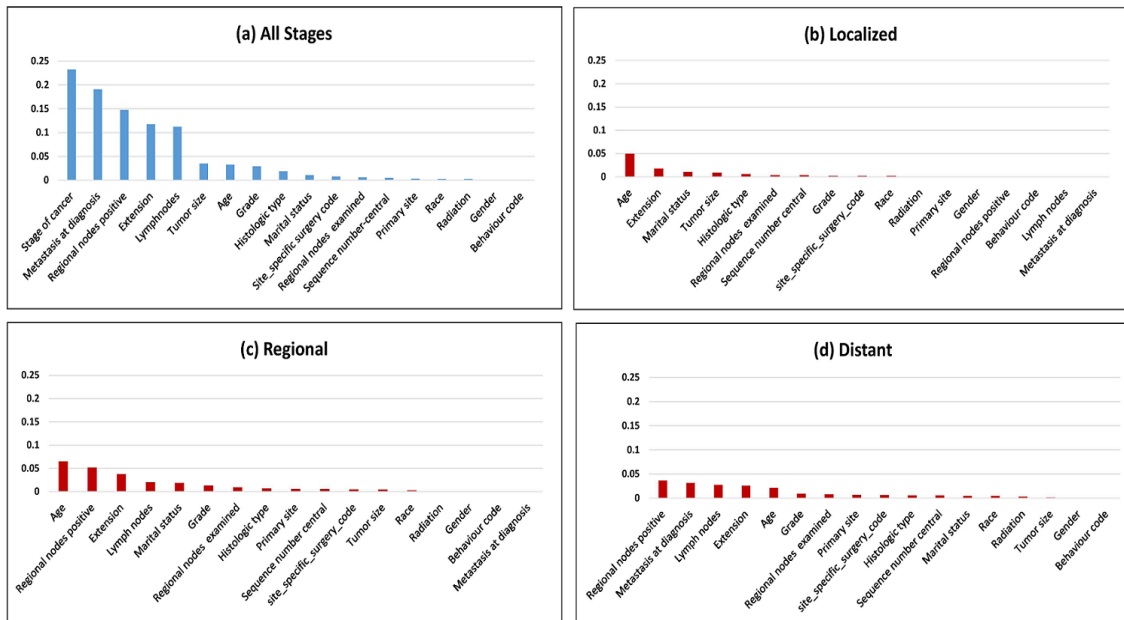 (a) All Stages
0.25
0.2
0.15
0.1
0.05
0
Stage of cancer
Metastasis at diagnosis
Regional nodes positive
Extension
Lymphnodes
Tumor size
Age
Grade
Histologic type
Marital status
Site_specific surgery code
Regional nodes examined
Sequence number-central
Primary site
Race
Radiation
Gender
Behaviour code
(b) Localized
0.25
0.2
0.15
0.1
0.05
0
Age
Extension
Marital status
Tumor size
Histologic type
Regional nodes examined
Sequence number central
Grade
site_specific_surgery_code
Race
Radiation
Primary site
Gender
Regional nodes positive
Behaviour code
Lymph nodes
Metastasis at diagnosis
(c) Regional
0.25
0.2
0.15
0.1
0.05
0
Age
Regional nodes positive
Extension
Lymph nodes
Marital status
Grade
Regional nodes examined
Histologic type
Primary site
Sequence number central
site_specific_surgery_code
Tumor size
Race
Radiation
Gender
Behaviour code
Metastasis at diagnosis
(d) Distant
0.25
0.2
0.15
0.1
0.05
0
Regional nodes positive
Metastasis at diagnosis
Lymph nodes
Extension
Age
Grade
Regional nodes examined
Primary site
site_specific_surgery_code
Histologic type
Sequence number central
Marital status
Race
Radiation
Tumor size
Gender
Behaviour code